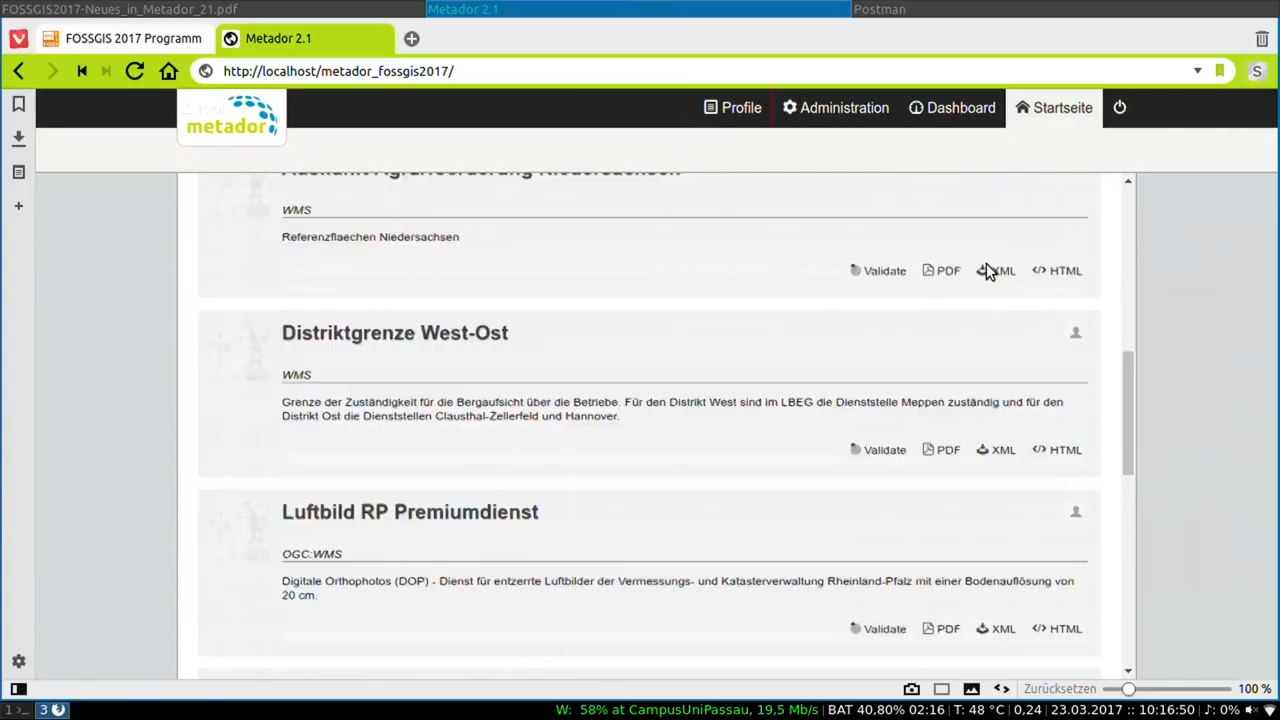 FOSSGIS2017-Neues_in_Metador_21.pdf
Metador 2.1
Postman
FOSSGIS 2017 Programm
Metador 2.1
http://localhost/metador_fossgis2017/
S
metador
Profile
Administration
Dashboard
Startseite
WMS
Referenzflaechen Niedersachsen
Validate PDF XML HTML
Distriktgrenze West-Ost
WMS
Grenze der Zuständigkeit für die Bergaufsicht über die Betriebe. Für den Distrikt West sind im LBEG die Dienststelle Meppen zuständig und für den
Distrikt Ost die Dienststellen Clausthal-Zellerfeld und Hannover.
Validate PDF XML HTML
Luftbild RP Premiumdienst
OGC:WMS
Digitale Orthophotos (DOP) - Dienst für entzerrte Luftbilder der Vermessungs- und Katasterverwaltung Rheinland-Pfalz mit einer Bodenauflösung von
20 cm.
Validate PDF XML HTML
Zurücksetzen 100 %
1 >_ 3 W: 58% at CampusUniPassau, 19,5 Mb/s | BAT 40,80% 02:16 | T: 48 °C | 0,24 | 23.03.2017 :: 10:16:50 | ♪: 0%